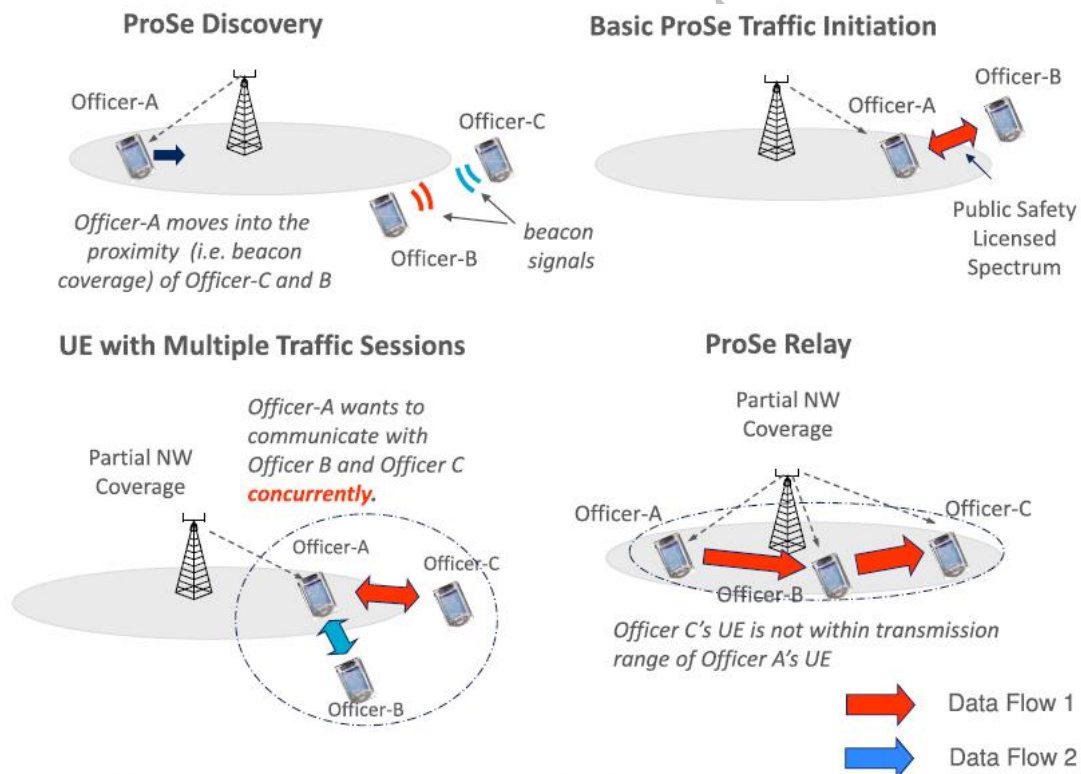 ProSe Discovery
Officer-A
Officer-C
Officer-A moves into the
proximity (i.e. beacon
coverage) of Officer-C and B
Officer-B
beacon
signals
Basic ProSe Traffic Initiation
Officer-B
Officer-A
Public Safety
Licensed
Spectrum
UE with Multiple Traffic Sessions
Officer-A wants to
communicate with
Officer B and Officer C
concurrently.
Partial NW
Coverage
Officer-A
Officer-C
Officer-B
ProSe Relay
Partial NW
Coverage
Officer-A
Officer-C
Officer-B
Officer C's UE is not within transmission
range of Officer A's UE
Data Flow 1
Data Flow 2